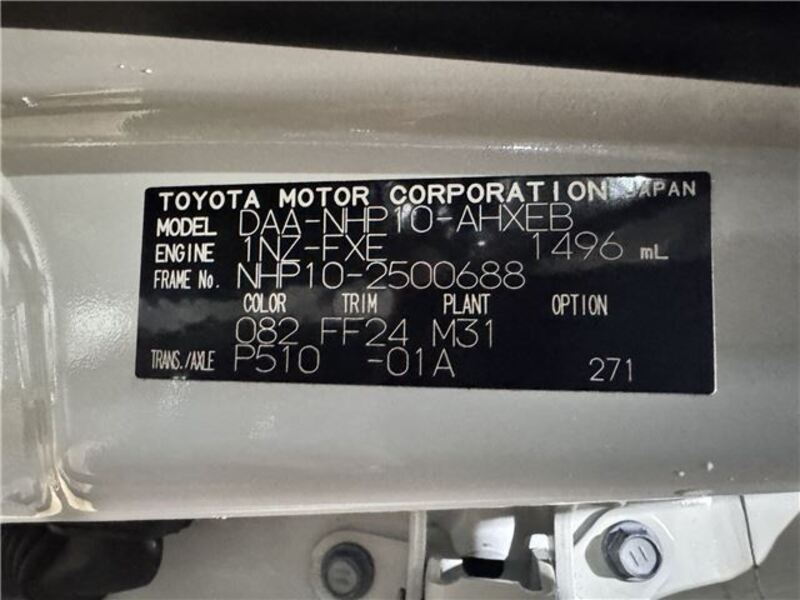 TOYOTA MOTOR CORPORATION JAPAN
MODEL DAA-NHP10-AHXEB
ENGINE 1NZ-FXE 1496 mL
FRAME No. NHP10-2500688
COLOR TRIM PLANT OPTION
082 FF24 M31
TRANS./AXLE P510 -01A 271